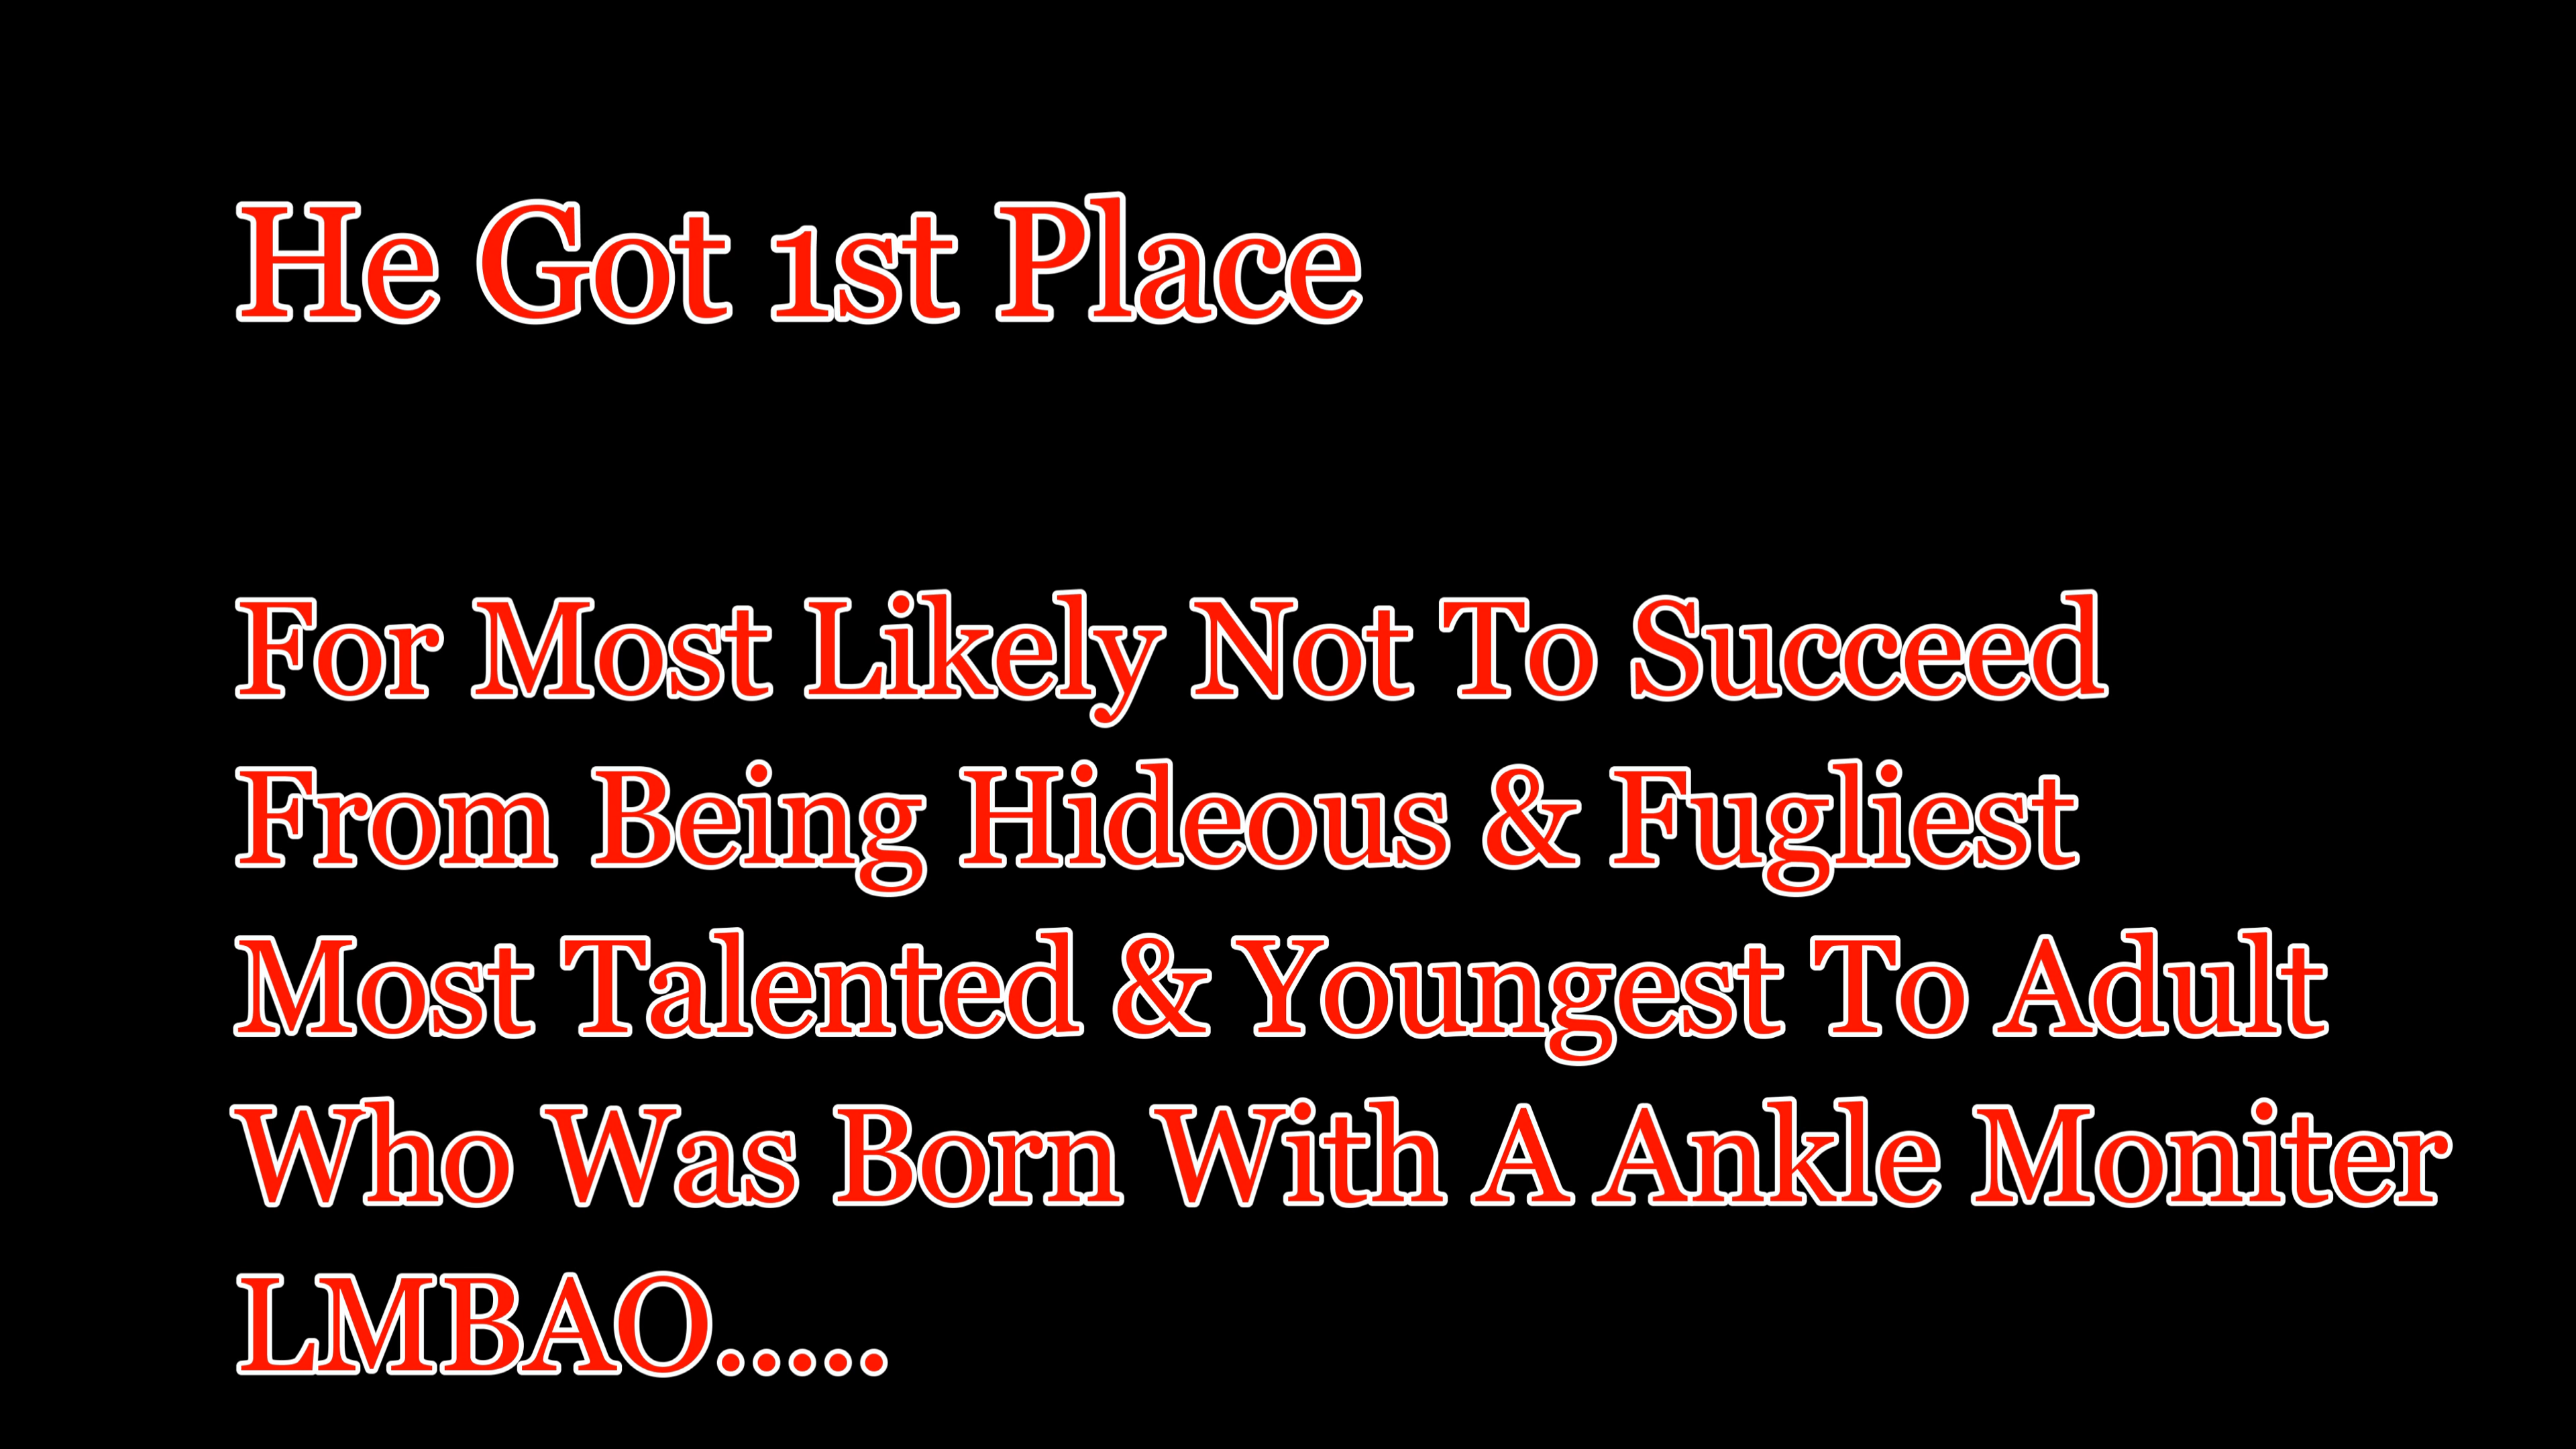 He Got 1st Place
For Most Likely Not To Succeed
From Being Hideous & Fugliest
Most Talented & Youngest To Adult
Who Was Born With A Ankle Moniter
LMBAO.....